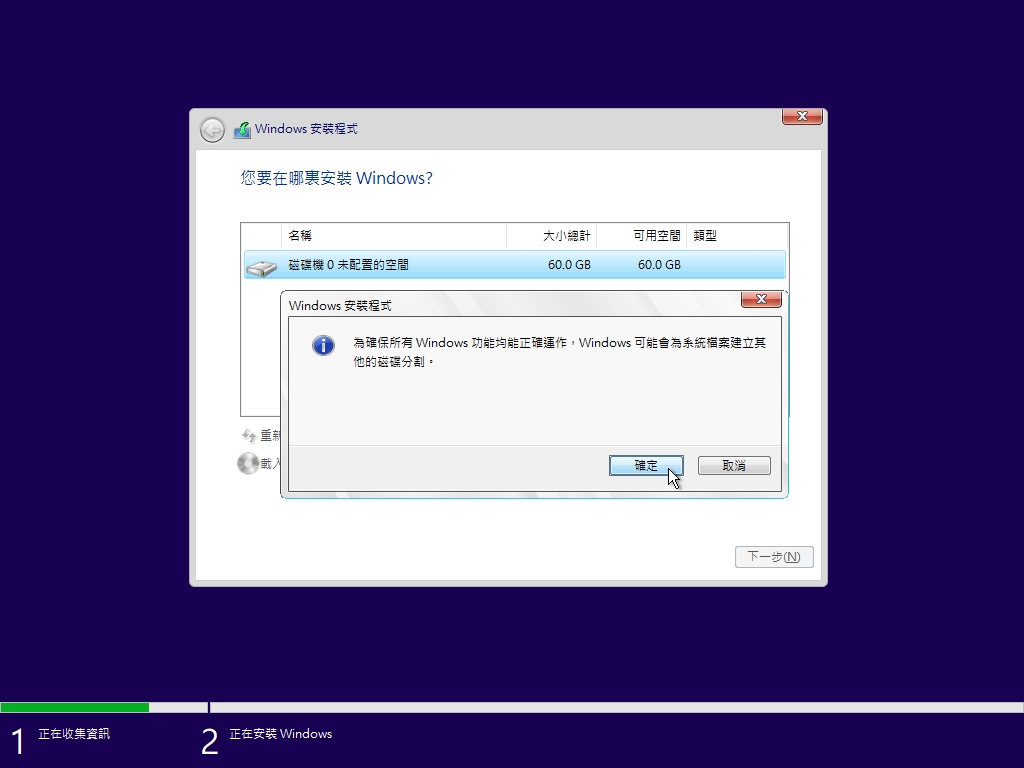 Windows 安裝程式
您要在哪裏安裝 Windows?
名稱 大小總計 可用空間 類型
磁碟機 0 未配置的空間 60.0 GB 60.0 GB
Windows 安裝程式
為確保所有 Windows 功能均能正確運作，Windows 可能會為系統檔案建立其
他的磁碟分割。
重新
載入
確定 取消
下一步(N)
1 正在收集資訊 2 正在安裝 Windows